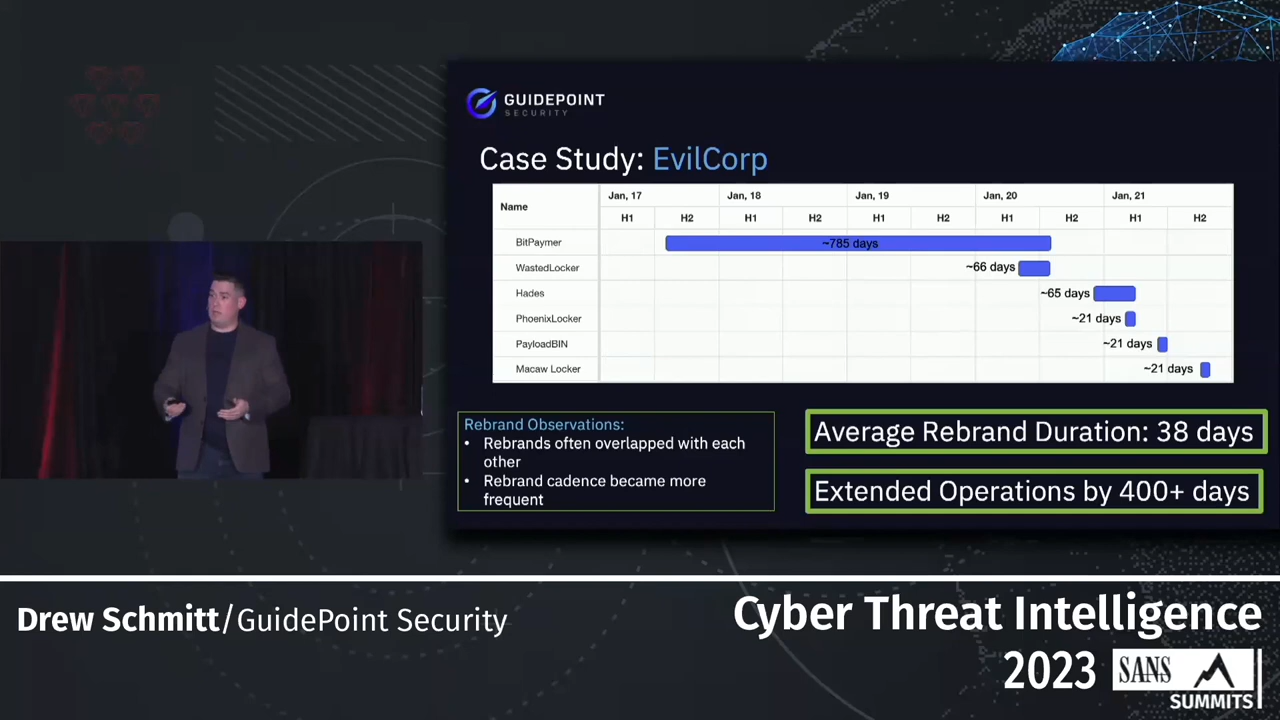 GUIDEPOINT
SECURITY
Case Study: EvilCorp
Name
Jan, 17 Jan, 18 Jan, 19 Jan, 20 Jan, 21
H1 H2 H1 H2 H1 H2 H1 H2 H1 H2
BitPaymer ~785 days
WastedLocker ~66 days
Hades ~65 days
PhoenixLocker ~21 days
PayloadBIN ~21 days
Macaw Locker ~21 days
Rebrand Observations:
• Rebrands often overlapped with each
other
• Rebrand cadence became more
frequent
Average Rebrand Duration: 38 days
Extended Operations by 400+ days
Drew Schmitt/GuidePoint Security
Cyber Threat Intelligence
2023 SANS
SUMMITS